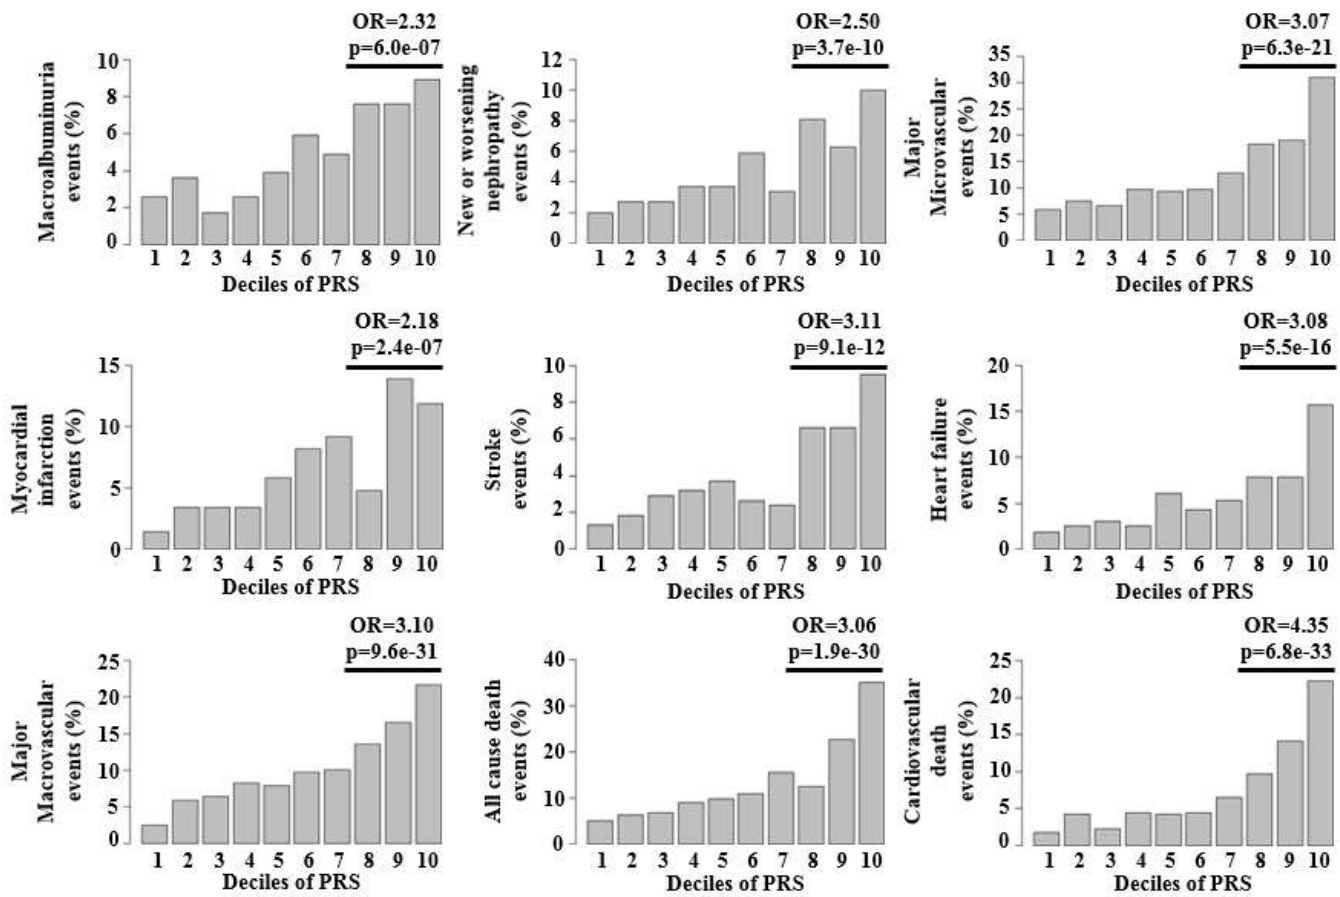 OR=2.32
p=6.0e-07
Macroalbuminuria
events (%)
10
8
6
4
2
0
1 2 3 4 5 6 7 8 9 10
Deciles of PRS
OR=2.50
p=3.7e-10
New or worsening
nephropathy
events (%)
12
10
8
6
4
2
0
1 2 3 4 5 6 7 8 9 10
Deciles of PRS
OR=3.07
p=6.3e-21
Major
Microvascular
events (%)
35
30
25
20
15
10
5
0
1 2 3 4 5 6 7 8 9 10
Deciles of PRS
OR=2.18
p=2.4e-07
Myocardial
infarction
events (%)
15
10
5
0
1 2 3 4 5 6 7 8 9 10
Deciles of PRS
OR=3.11
p=9.1e-12
Stroke
events (%)
10
8
6
4
2
0
1 2 3 4 5 6 7 8 9 10
Deciles of PRS
OR=3.08
p=5.5e-16
Heart failure
events (%)
20
15
10
5
0
1 2 3 4 5 6 7 8 9 10
Deciles of PRS
OR=3.10
p=9.6e-31
Major
Macrovascular
events (%)
25
20
15
10
5
0
1 2 3 4 5 6 7 8 9 10
Deciles of PRS
OR=3.06
p=1.9e-30
All cause death
events (%)
40
30
20
10
0
1 2 3 4 5 6 7 8 9 10
Deciles of PRS
OR=4.35
p=6.8e-33
Cardiovascular
death
events (%)
25
20
15
10
5
0
1 2 3 4 5 6 7 8 9 10
Deciles of PRS